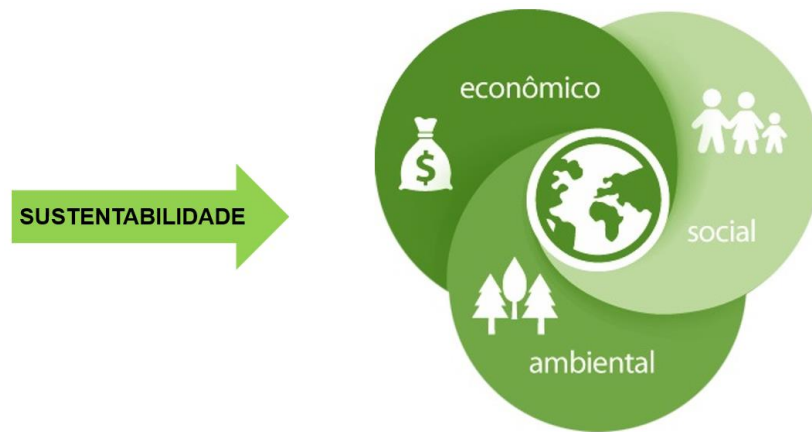 SUSTENTABILIDADE
econômico
$
social
ambiental